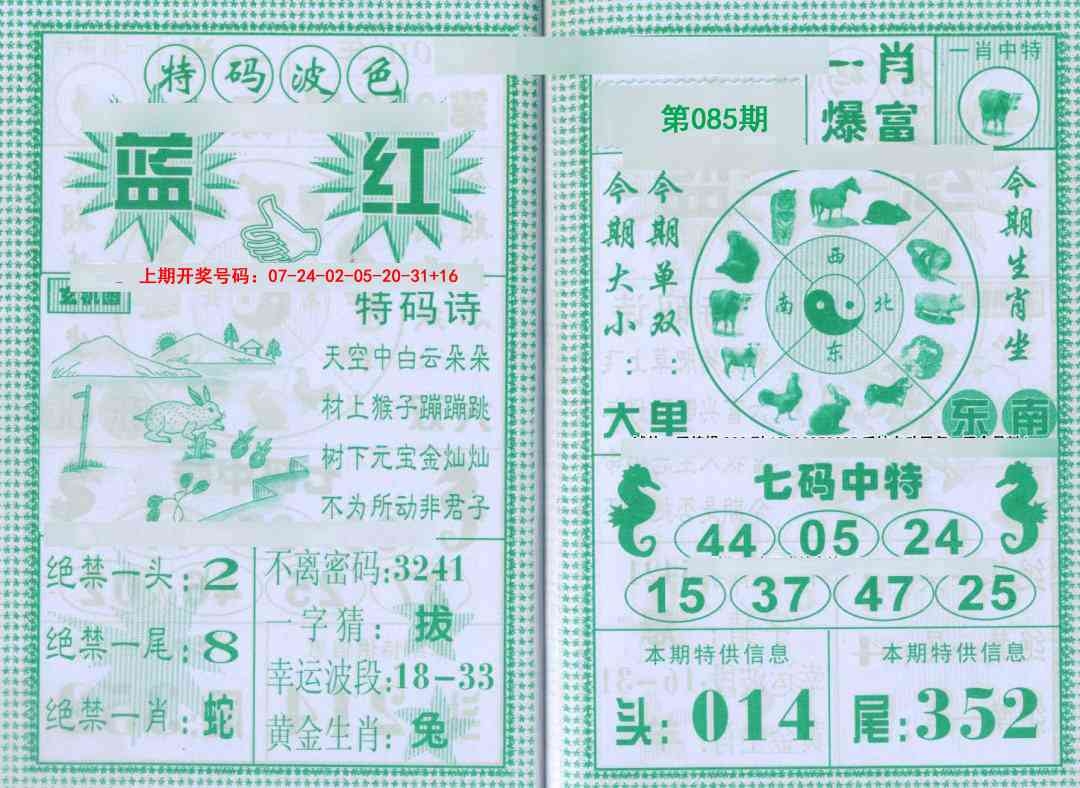 特码波色
蓝 红
上期开奖号码：07-24-02-05-20-31+16
玄机图
特码诗
天空中白云朵朵
材上猴子蹦蹦跳
树下元宝金灿灿
不为所动非君子
绝禁一头:2
绝禁一尾:8
绝禁一肖:蛇
不离密码:3241
一字猜:拔
幸运波段:18-33
黄金生肖:兔
第085期
一肖
爆富
一肖中特
今期大小:大
今期单双:单
西
南 北
东
今期生肖坐
东南
七码中特
44 05 24
15 37 47 25
本期特供信息
头:014
本期特供信息
尾:352